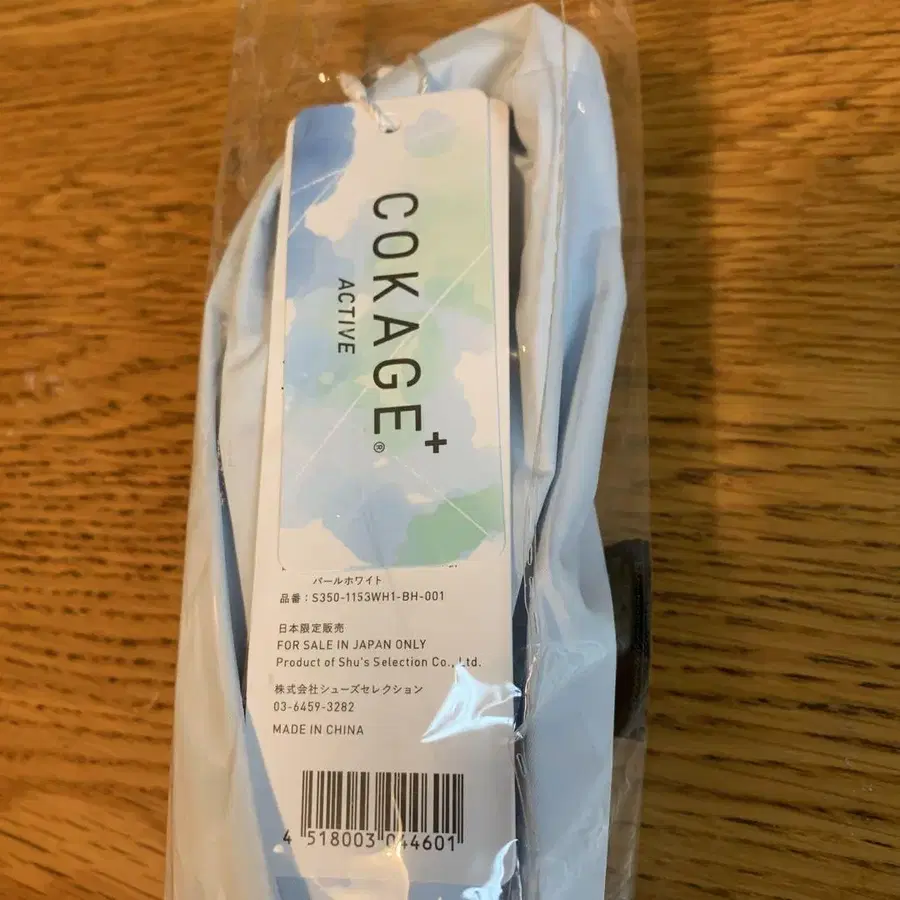 COKAGE+
®
ACTIVE
パールホワイト
品番：S350-1153WH1-BH-001
日本限定販売
FOR SALE IN JAPAN ONLY
Product of Shu's Selection Co., Ltd.
株式会社シューズセレクション
03-6459-3282
MADE IN CHINA
4 518003 044601